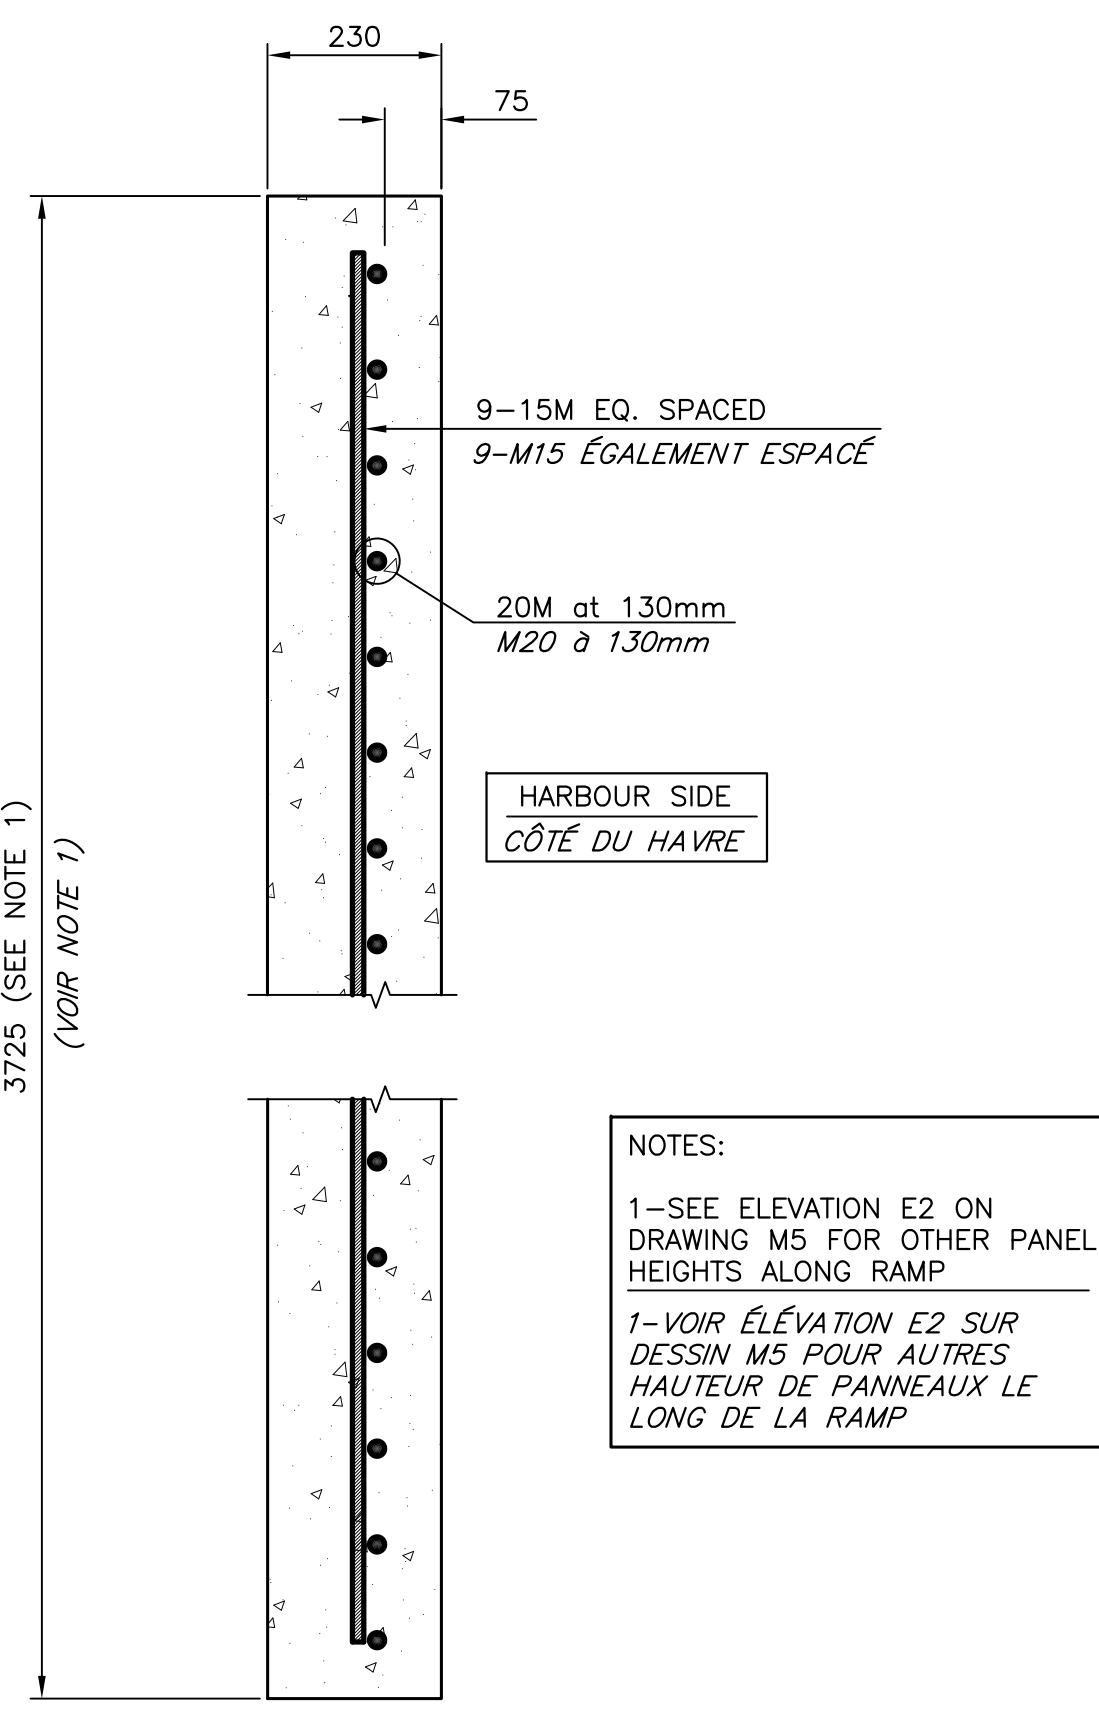 230
75
9-15M EQ. SPACED
9-M15 ÉGALEMENT ESPACÉ
20M at 130mm
M20 à 130mm
HARBOUR SIDE
CÔTÉ DU HAVRE
3725 (SEE NOTE 1)
(VOIR NOTE 1)
NOTES:
1-SEE ELEVATION E2 ON
DRAWING M5 FOR OTHER PANEL
HEIGHTS ALONG RAMP
1-VOIR ÉLÉVATION E2 SUR
DESSIN M5 POUR AUTRES
HAUTEUR DE PANNEAUX LE
LONG DE LA RAMP